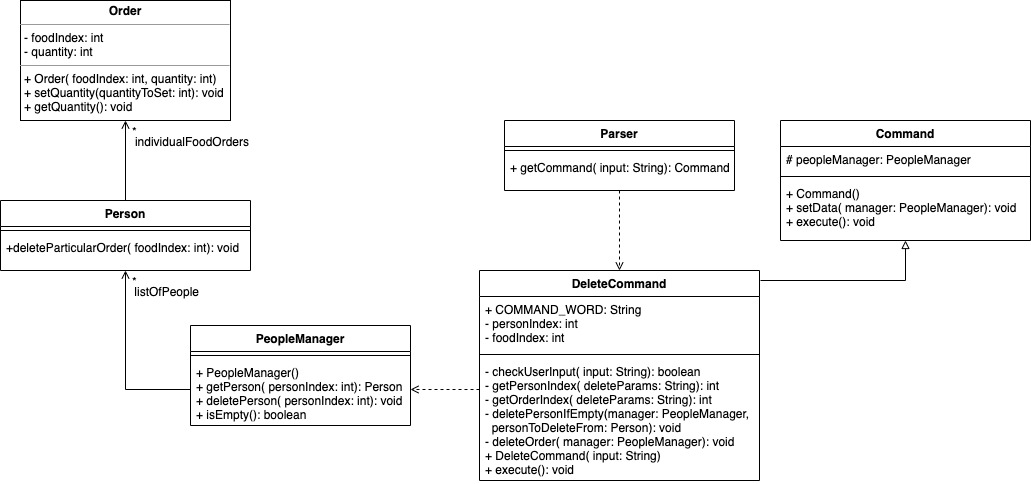 Order
- foodIndex: int
- quantity: int
+ Order( foodIndex: int, quantity: int)
+ setQuantity(quantityToSet: int): void
+ getQuantity(): void
*
individualFoodOrders
Person
+deleteParticularOrder( foodIndex: int): void
*
listOfPeople
PeopleManager
+ PeopleManager()
+ getPerson( personIndex: int): Person
+ deletePerson( personIndex: int): void
+ isEmpty(): boolean
Parser
+ getCommand( input: String): Command
Command
# peopleManager: PeopleManager
+ Command()
+ setData( manager: PeopleManager): void
+ execute(): void
DeleteCommand
+ COMMAND_WORD: String
- personIndex: int
- foodIndex: int
- checkUserInput( input: String): boolean
- getPersonIndex( deleteParams: String): int
- getOrderIndex( deleteParams: String): int
- deletePersonIfEmpty(manager: PeopleManager,
personToDeleteFrom: Person): void
- deleteOrder( manager: PeopleManager): void
+ DeleteCommand( input: String)
+ execute(): void